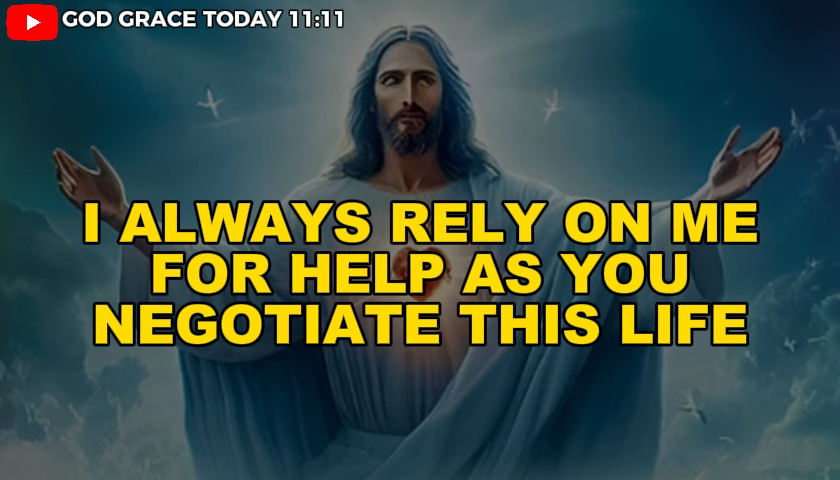 GOD GRACE TODAY 11:11
I ALWAYS RELY ON ME
FOR HELP AS YOU
NEGOTIATE THIS LIFE